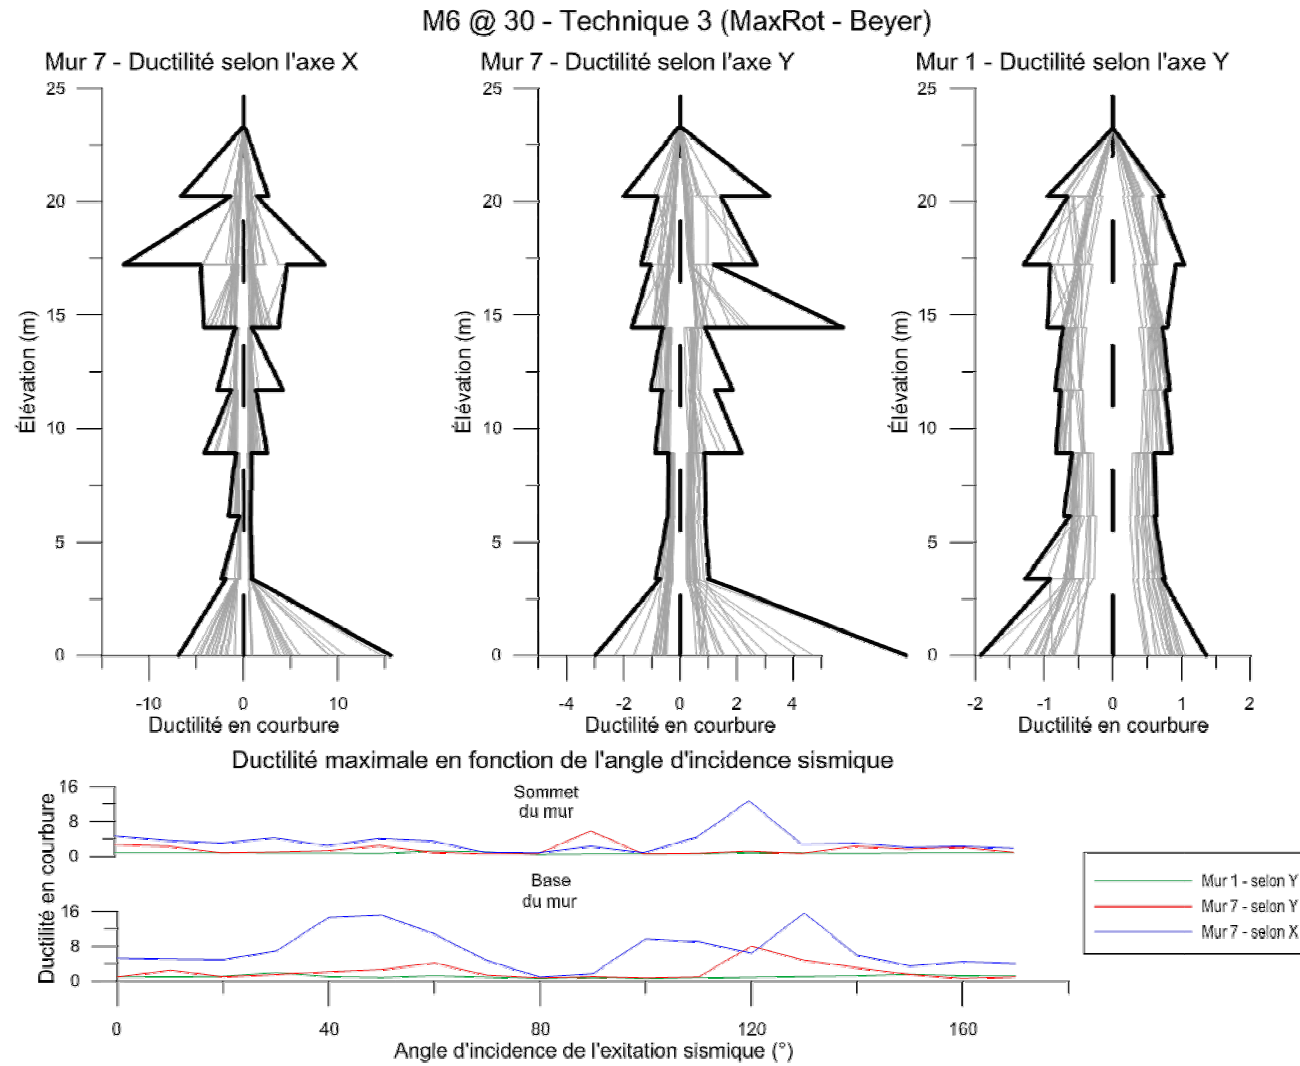 M6 @ 30 - Technique 3 (MaxRot - Beyer)
Mur 7 - Ductilité selon l'axe X
Mur 7 - Ductilité selon l'axe Y
Mur 1 - Ductilité selon l'axe Y
25
20
15
10
5
0
Élévation (m)
-10 0 10
Ductilité en courbure
25
20
15
10
5
0
Élévation (m)
-4 -2 0 2 4
Ductilité en courbure
25
20
15
10
5
0
Élévation (m)
-2 -1 0 1 2
Ductilité en courbure
Ductilité maximale en fonction de l'angle d'incidence sismique
Ductilité en courbure
16
8
0
Sommet
du mur
16
8
0
Base
du mur
0 40 80 120 160
Angle d'incidence de l'exitation sismique (°)
Mur 1 - selon Y
Mur 7 - selon Y
Mur 7 - selon X